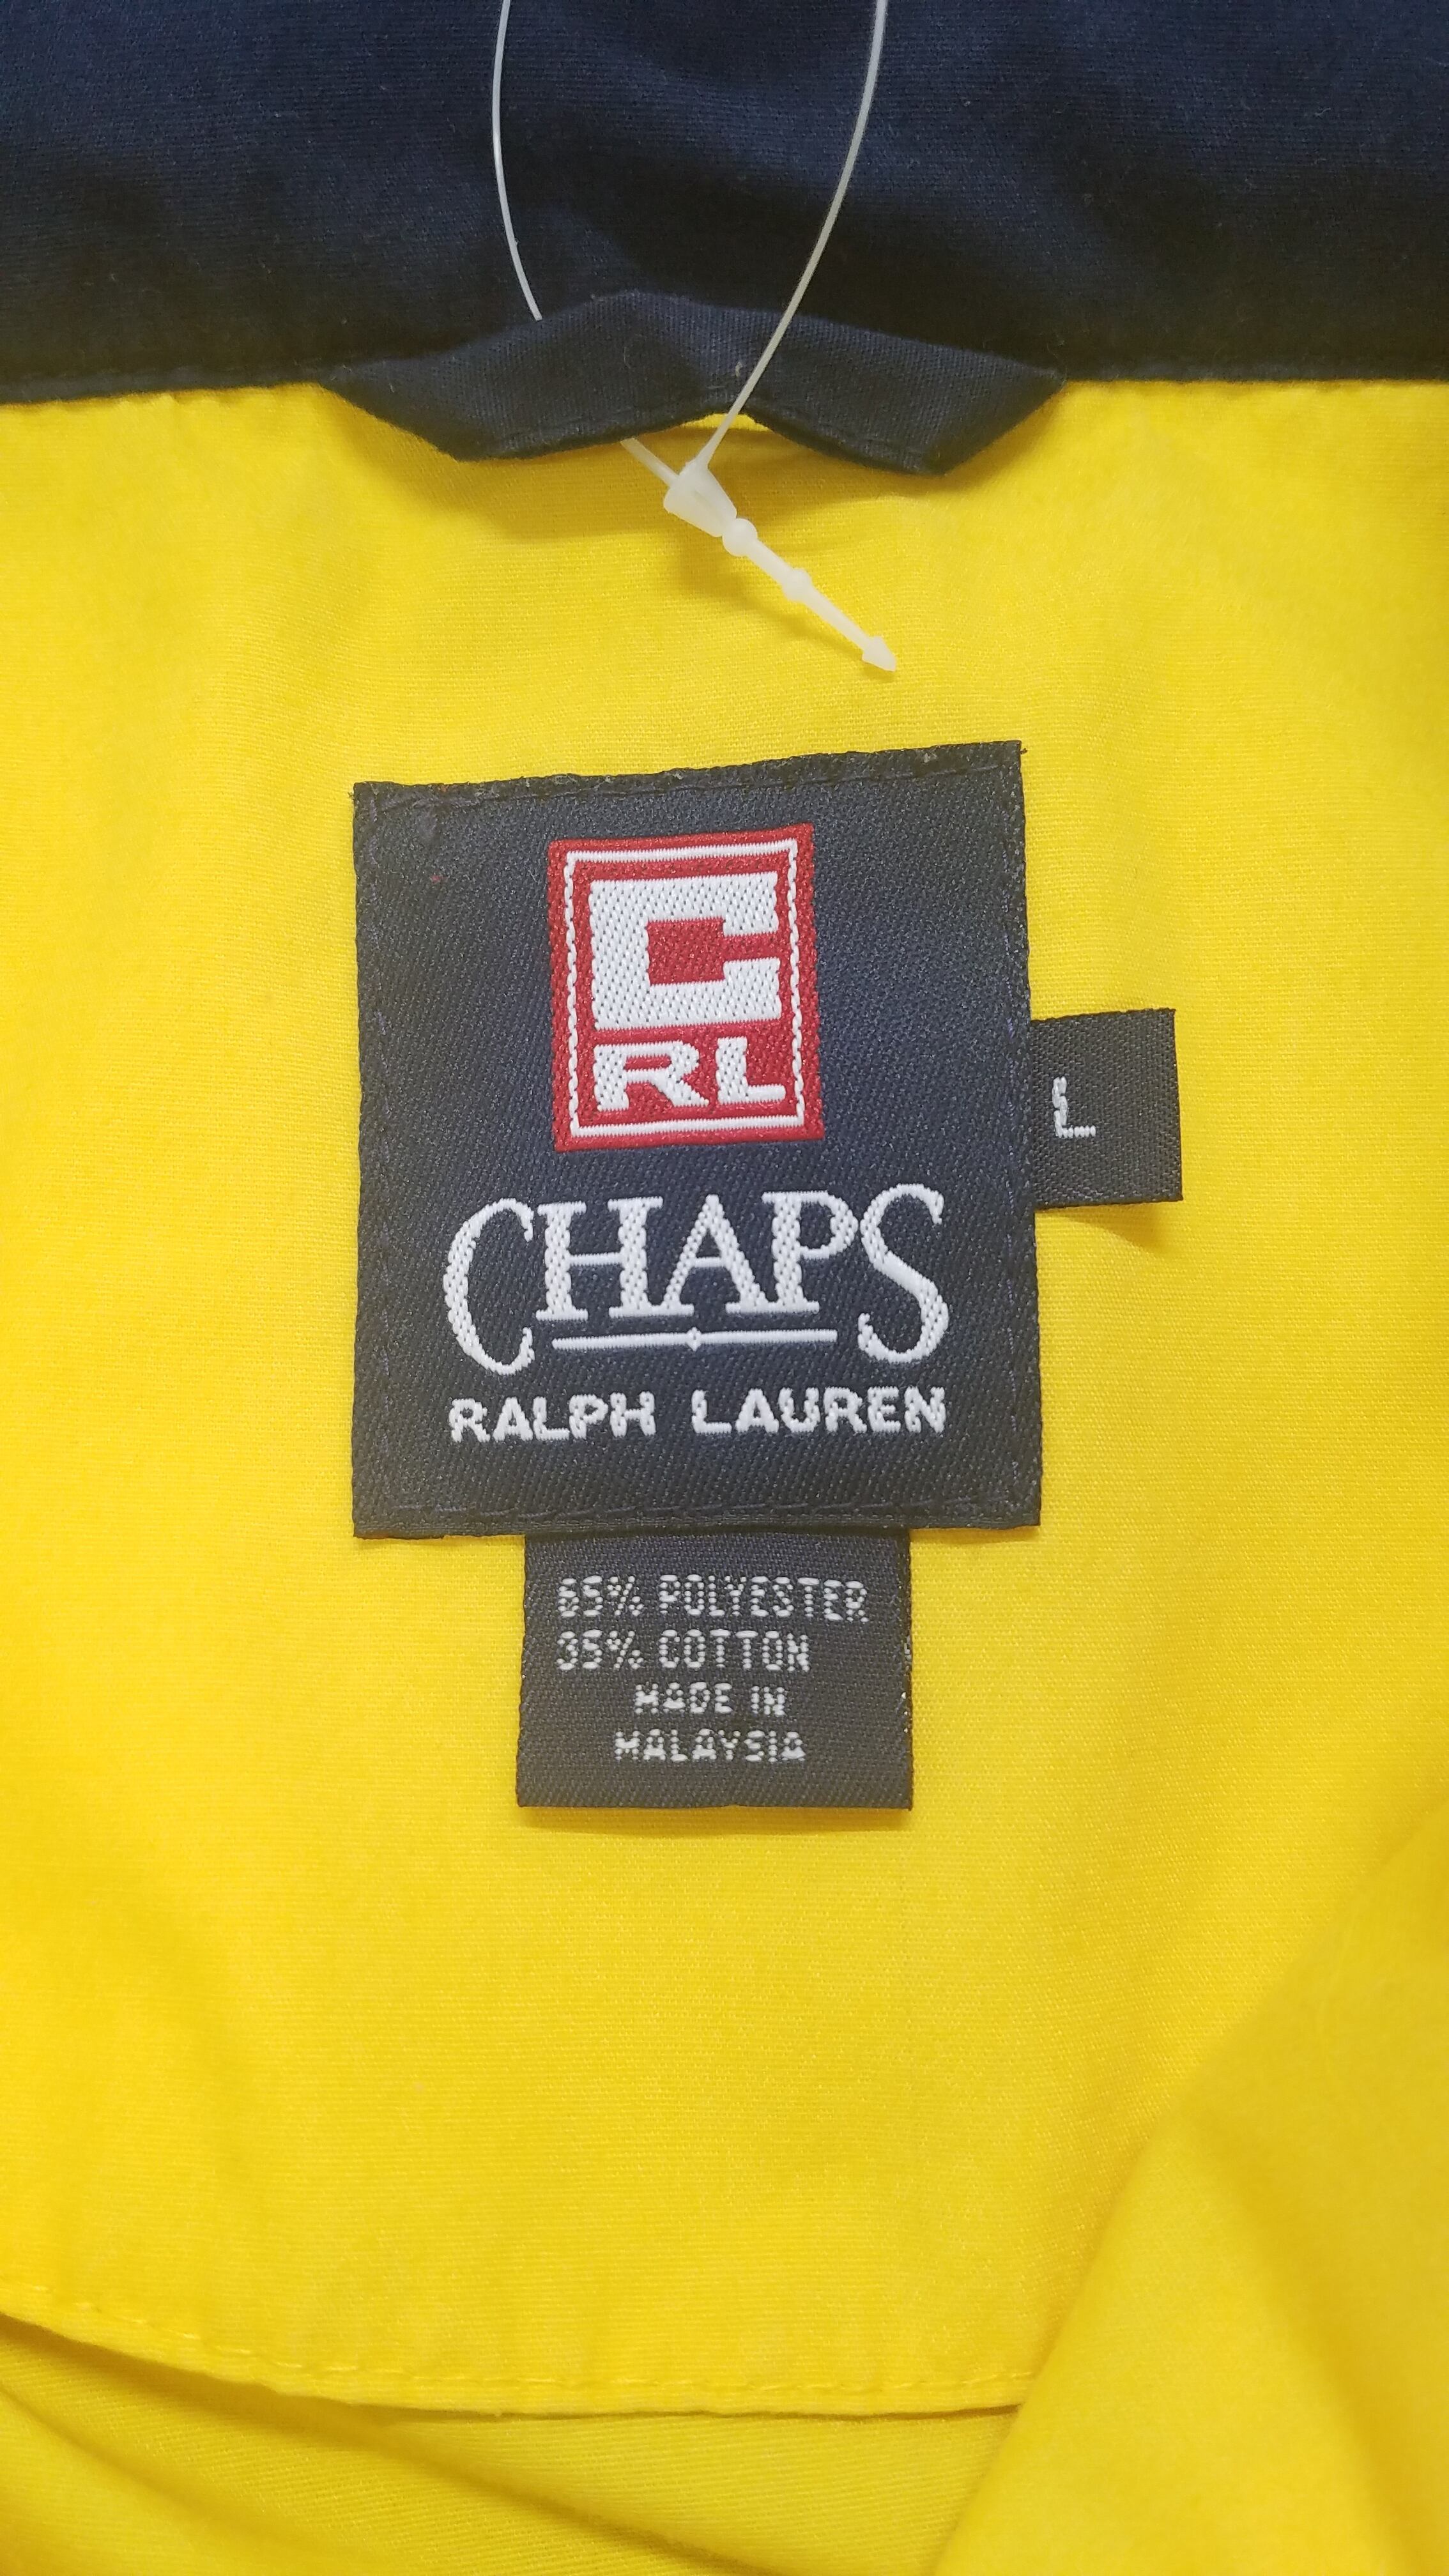 C
RL
L
CHAPS
RALPH LAUREN
65% POLYESTER
35% COTTON
MADE IN
MALAYSIA